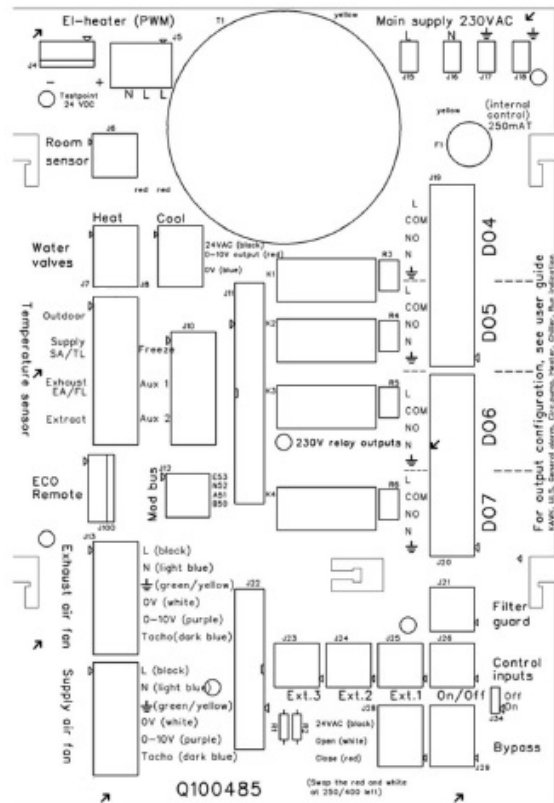 El-heater (PWM)
T1
yellow
Main supply 230VAC
J4
J5
L
N
J15
J16
J17
J18
-
+
N L L
Testpoint
24 VDC
yellow
(internal
control)
250mAT
F1
J6
Room
sensor
red red
J19
Heat
Cool
Water
valves
24VAC (black)
0-10V output (red)
0V (blue)
J7
J8
J11
K1
R3
L
COM
NO
N
DO4
Temperature sensor
Outdoor
Supply
SA/TL
Exhaust
EA/FL
Extract
J10
Freeze
Aux 1
Aux 2
K2
R4
L
COM
NO
N
DO5
K3
R5
L
COM
NO
N
DO6
230V relay outputs
K4
R6
L
COM
NO
N
DO7
J20
For output configuration, see user guide
ECO
Remote
J100
Mod bus
J12
E53
N52
A51
B50
Exhaust air fan
J13
L (black)
N (light blue)
(green/yellow)
0V (white)
0-10V (purple)
Tacho(dark blue)
J22
J21
Filter
guard
J23
J24
J25
J26
Control
inputs
Ext.3
Ext.2
Ext.1
On/Off
Off
On
J34
Supply air fan
L (black)
N (light blue)
(green/yellow)
0V (white)
0-10V (purple)
Tacho (dark blue)
R1
R2
24VAC (black)
Open (white)
Close (red)
J28
J29
Bypass
(Swap the red and white
at 250/400 left)
Q100485